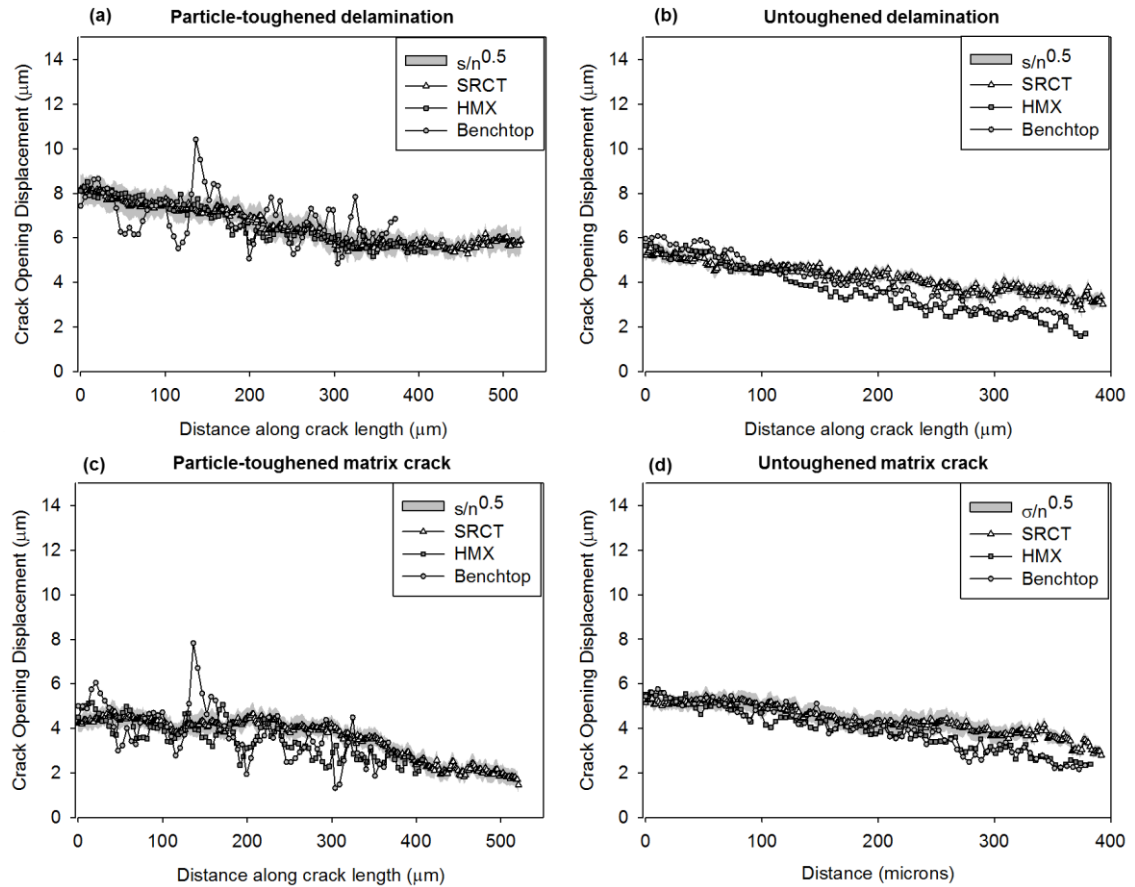 (a) Particle-toughened delamination
s/n^0.5
SRCT
HMX
Benchtop
Crack Opening Displacement (μm)
14
12
10
8
6
4
2
0
0 100 200 300 400 500
Distance along crack length (μm)
(b) Untoughened delamination
s/n^0.5
SRCT
HMX
Benchtop
Crack Opening Displacement (μm)
14
12
10
8
6
4
2
0
0 100 200 300 400
Distance along crack length (μm)
(c) Particle-toughened matrix crack
s/n^0.5
SRCT
HMX
Benchtop
Crack Opening Displacement (μm)
14
12
10
8
6
4
2
0
0 100 200 300 400 500
Distance along crack length (μm)
(d) Untoughened matrix crack
σ/n^0.5
SRCT
HMX
Benchtop
Crack Opening Displacement (μm)
14
12
10
8
6
4
2
0
0 100 200 300 400
Distance (microns)